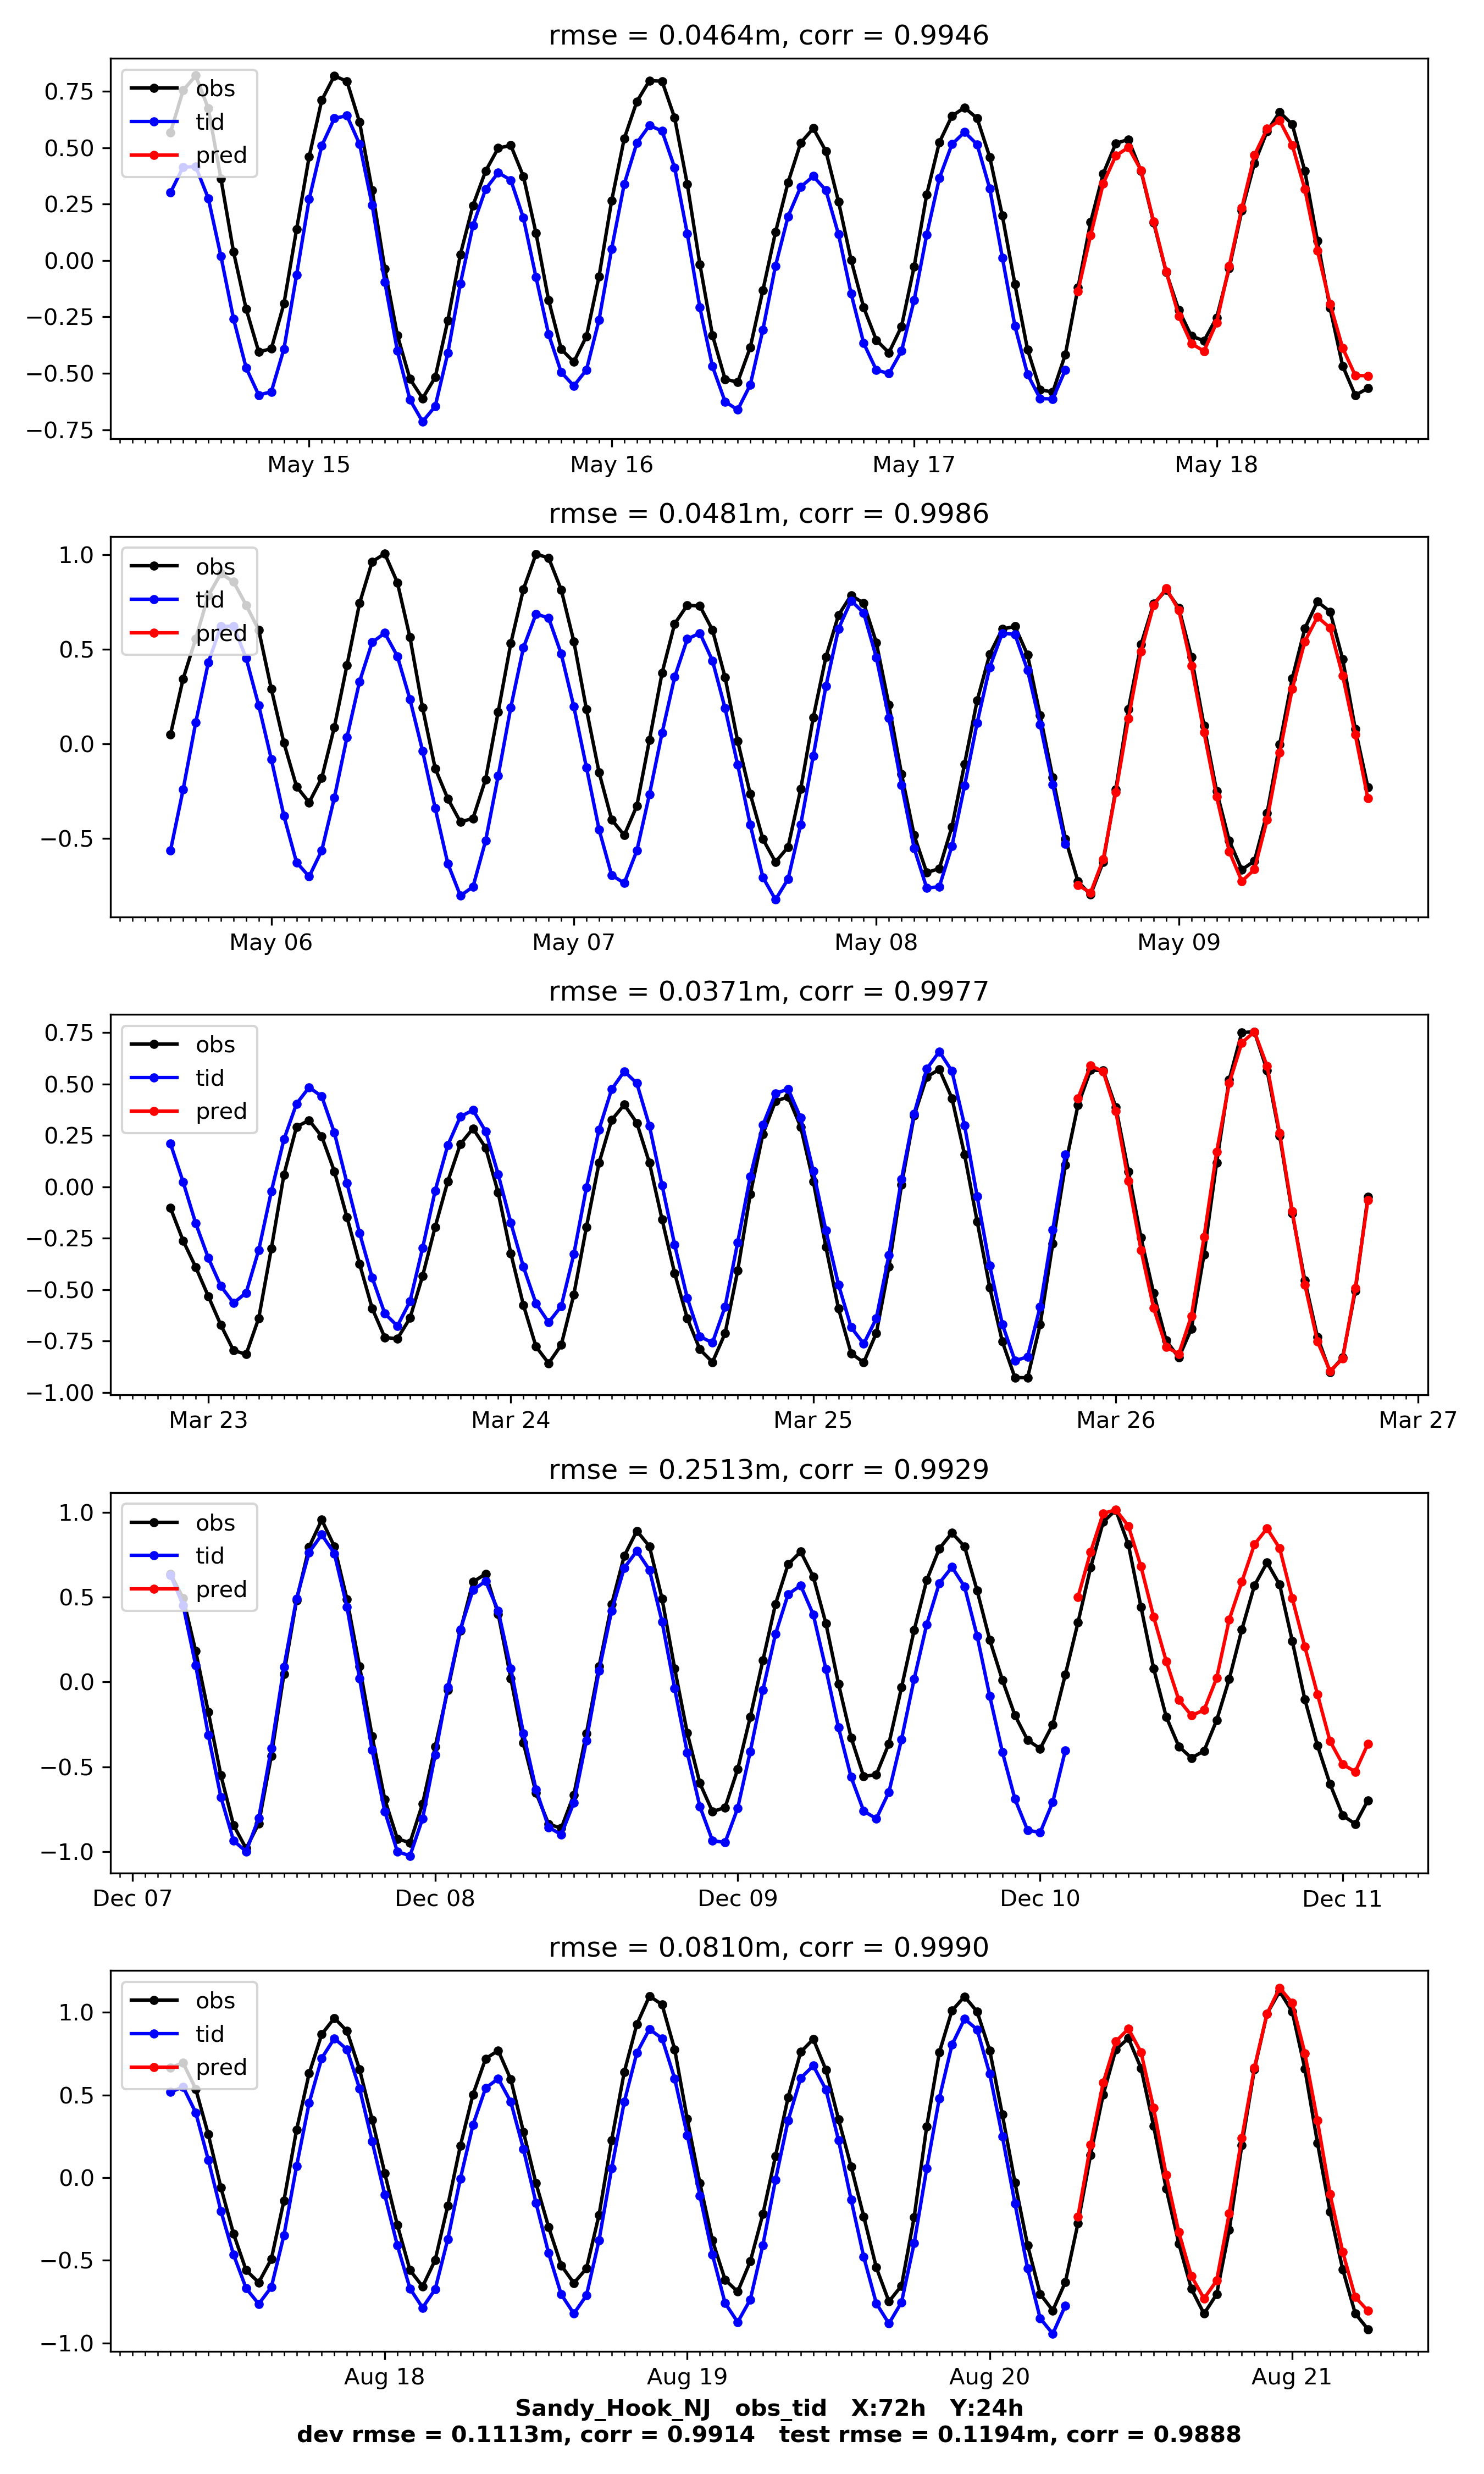 rmse = 0.0464m, corr = 0.9946
0.75
0.50
0.25
0.00
−0.25
−0.50
−0.75
obs
tid
pred
May 15 May 16 May 17 May 18
rmse = 0.0481m, corr = 0.9986
1.0
0.5
0.0
−0.5
obs
tid
pred
May 06 May 07 May 08 May 09
rmse = 0.0371m, corr = 0.9977
0.75
0.50
0.25
0.00
−0.25
−0.50
−0.75
−1.00
obs
tid
pred
Mar 23 Mar 24 Mar 25 Mar 26 Mar 27
rmse = 0.2513m, corr = 0.9929
1.0
0.5
0.0
−0.5
−1.0
obs
tid
pred
Dec 07 Dec 08 Dec 09 Dec 10 Dec 11
rmse = 0.0810m, corr = 0.9990
1.0
0.5
0.0
−0.5
−1.0
obs
tid
pred
Aug 18 Aug 19 Aug 20 Aug 21
Sandy_Hook_NJ obs_tid X:72h Y:24h
dev rmse = 0.1113m, corr = 0.9914 test rmse = 0.1194m, corr = 0.9888